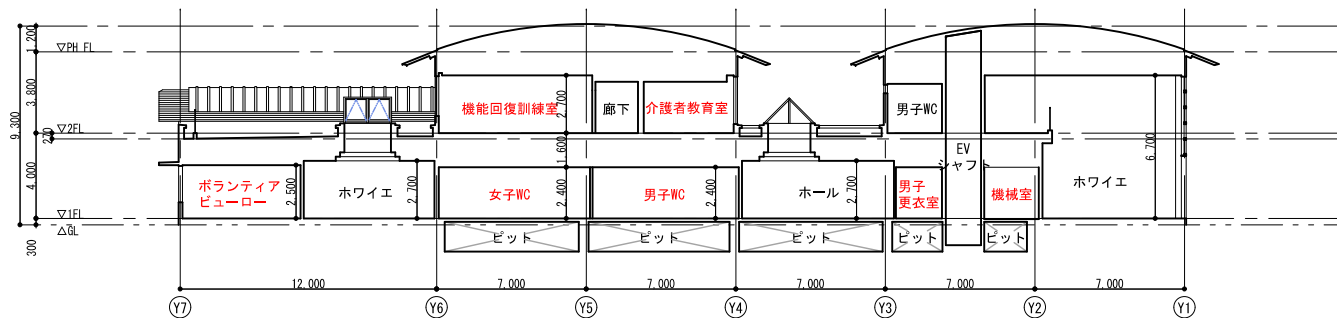 1,200
▽PH FL
3,800
9,300
▽2FL
270
4,000
▽1FL
△GL
300
機能回復訓練室
2,700
廊下
介護者教育室
男子WC
1,600
EV
シャフト
6,700
ボランティア
ビューロー
2,500
ホワイエ
2,700
女子WC
2,400
男子WC
2,400
ホール
2,700
男子
更衣室
機械室
ホワイエ
ピット
ピット
ピット
ピット
ピット
12,000
7,000
7,000
7,000
7,000
7,000
Y7
Y6
Y5
Y4
Y3
Y2
Y1